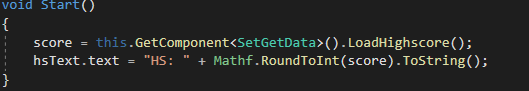 void Start()
{
score = this.GetComponent<SetGetData>().LoadHighscore();
hsText.text = "HS: " + Mathf.RoundToInt(score).ToString();
}